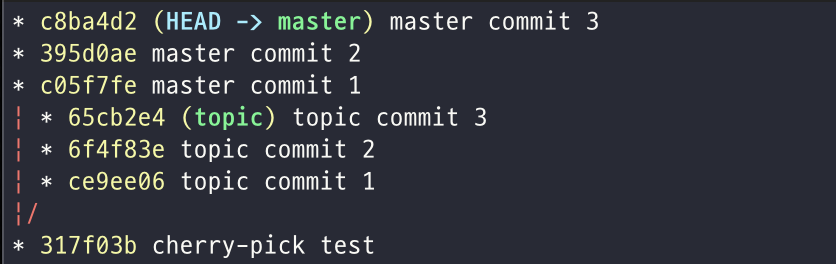 * c8ba4d2 (HEAD -> master) master commit 3
* 395d0ae master commit 2
* c05f7fe master commit 1
¦ * 65cb2e4 (topic) topic commit 3
¦ * 6f4f83e topic commit 2
¦ * ce9ee06 topic commit 1
¦/
* 317f03b cherry-pick test